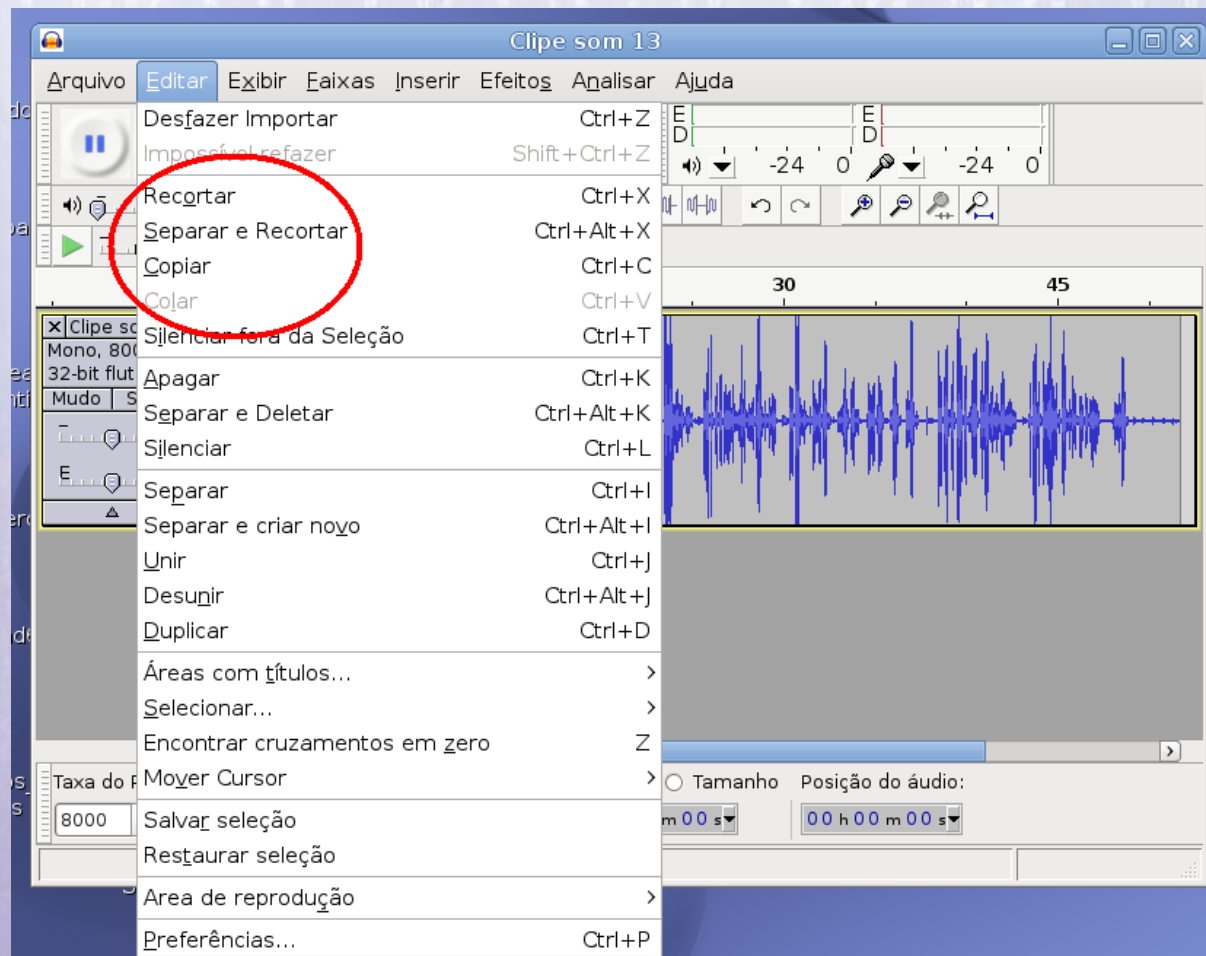 Clipe som 13
Arquivo Editar Exibir Faixas Inserir Efeitos Analisar Ajuda
Desfazer Importar Ctrl+Z
Impossível refazer Shift+Ctrl+Z
Recortar Ctrl+X
Separar e Recortar Ctrl+Alt+X
Copiar Ctrl+C
Colar Ctrl+V
Silenciar fora da Seleção Ctrl+T
Apagar Ctrl+K
Separar e Deletar Ctrl+Alt+K
Silenciar Ctrl+L
Separar Ctrl+I
Separar e criar novo Ctrl+Alt+I
Unir Ctrl+J
Desunir Ctrl+Alt+J
Duplicar Ctrl+D
Áreas com títulos...
Selecionar...
Encontrar cruzamentos em zero Z
Mover Cursor
Salvar seleção
Restaurar seleção
Area de reprodução
Preferências... Ctrl+P
E E
D D
-24 0 -24 0
30 45
Clipe
Mono,
32-bit flut
Mudo
E
Taxa do
8000
Tamanho Posição do áudio:
m 00 s 00 h 00 m 00 s